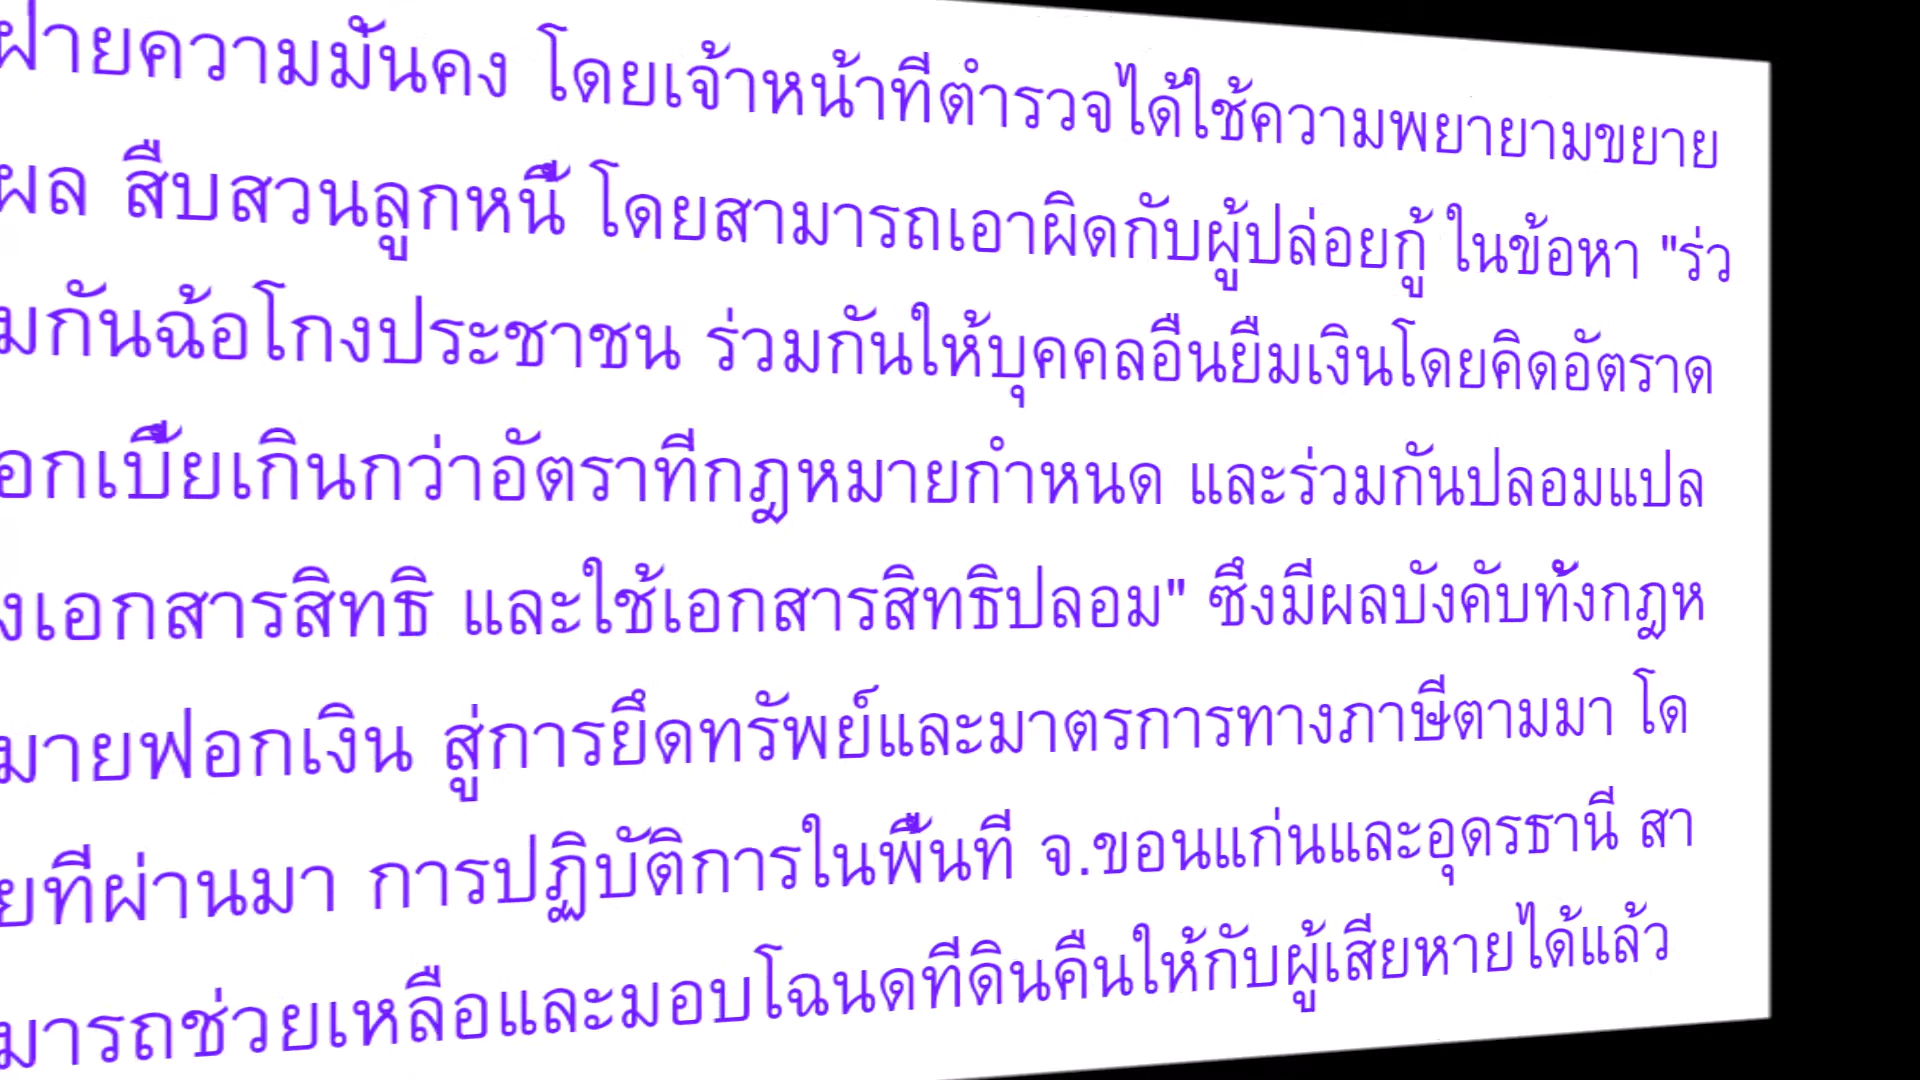 ฝ่ายความมั่นคง โดยเจ้าหน้าที่ตำรวจได้ใช้ความพยายามขยาย
ผล สืบสวนลูกหนี้ โดยสามารถเอาผิดกับผู้ปล่อยกู้ ในข้อหา "ร่ว
มกันฉ้อโกงประชาชน ร่วมกันให้บุคคลอื่นยืมเงินโดยคิดอัตราด
อกเบี้ยเกินกว่าอัตราที่กฎหมายกำหนด และร่วมกันปลอมแปล
งเอกสารสิทธิ และใช้เอกสารสิทธิปลอม" ซึ่งมีผลบังคับทั้งกฎห
มายฟอกเงิน สู่การยึดทรัพย์และมาตรการทางภาษีตามมา โด
ยที่ผ่านมา การปฏิบัติการในพื้นที่ จ.ขอนแก่นและอุดรธานี สา
มารถช่วยเหลือและมอบโฉนดที่ดินคืนให้กับผู้เสียหายได้แล้ว